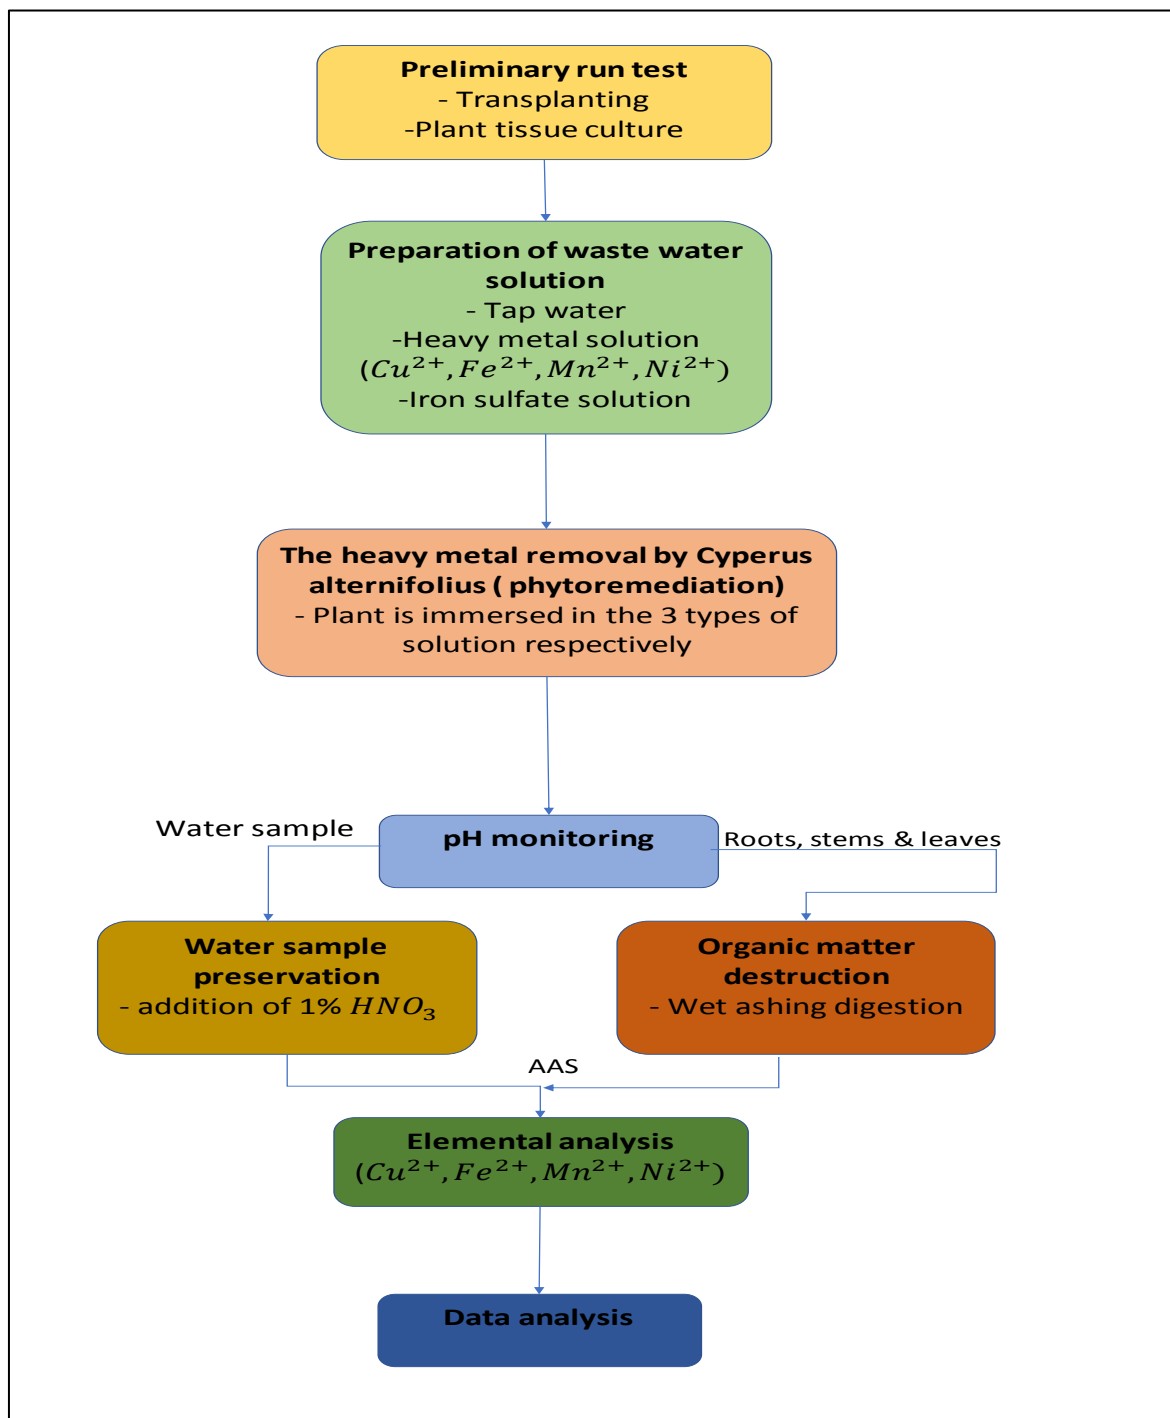 Preliminary run test
- Transplanting
-Plant tissue culture
Preparation of waste water
solution
- Tap water
-Heavy metal solution
(Cu²⁺, Fe²⁺, Mn²⁺, Ni²⁺)
-Iron sulfate solution
The heavy metal removal by Cyperus
alternifolius ( phytoremediation)
- Plant is immersed in the 3 types of
solution respectively
Water sample
pH monitoring
Roots, stems & leaves
Water sample
preservation
- addition of 1% HNO₃
Organic matter
destruction
- Wet ashing digestion
AAS
Elemental analysis
(Cu²⁺, Fe²⁺, Mn²⁺, Ni²⁺)
Data analysis